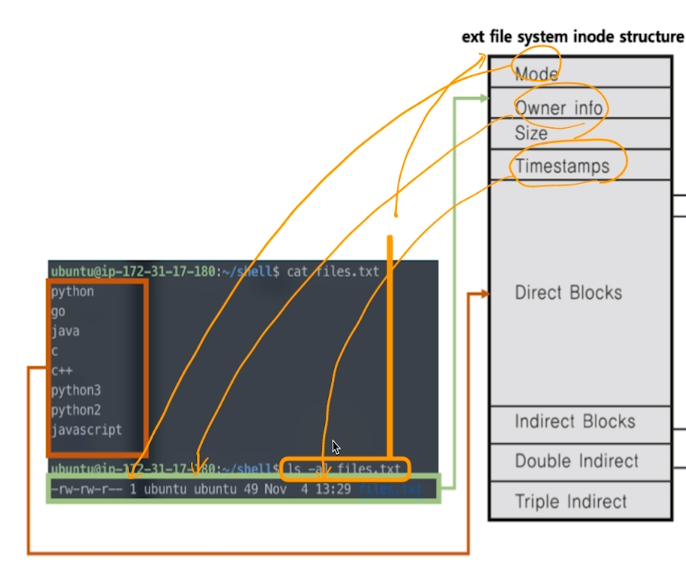 ext file system inode structure
Mode
Owner info
Size
Timestamps
Direct Blocks
Indirect Blocks
Double Indirect
Triple Indirect
ubuntu@ip-172-31-17-180:~/shell$ cat files.txt
python
go
java
c
c++
python3
python2
javascript
ubuntu@ip-172-31-17-180:~/shell$ ls -al files.txt
-rw-rw-r-- 1 ubuntu ubuntu 49 Nov  4 13:29 files.txt